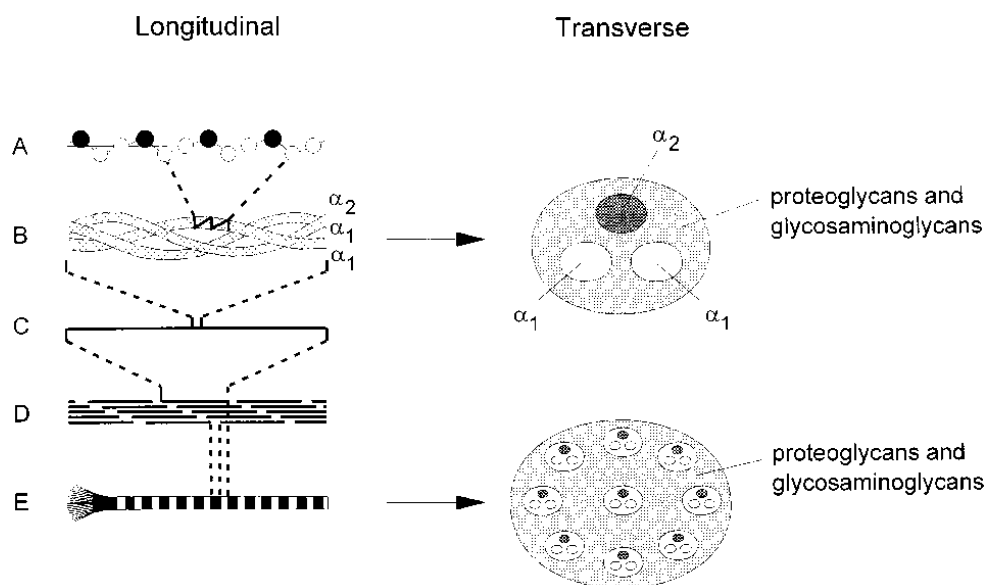 Longitudinal
Transverse
A
α2
α2
B
α1
α1
proteoglycans and
glycosaminoglycans
α1
α1
C
D
proteoglycans and
glycosaminoglycans
E